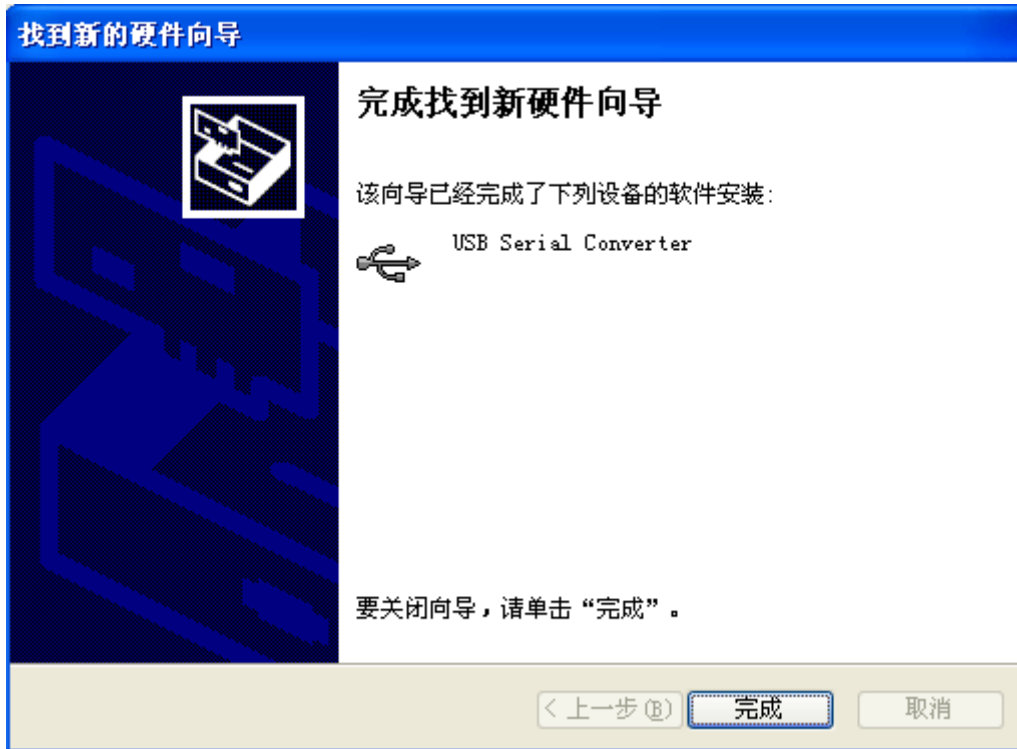 找到新的硬件向导
完成找到新硬件向导
该向导已经完成了下列设备的软件安装:
USB Serial Converter
要关闭向导，请单击“完成”。
< 上一步(B)
完成
取消